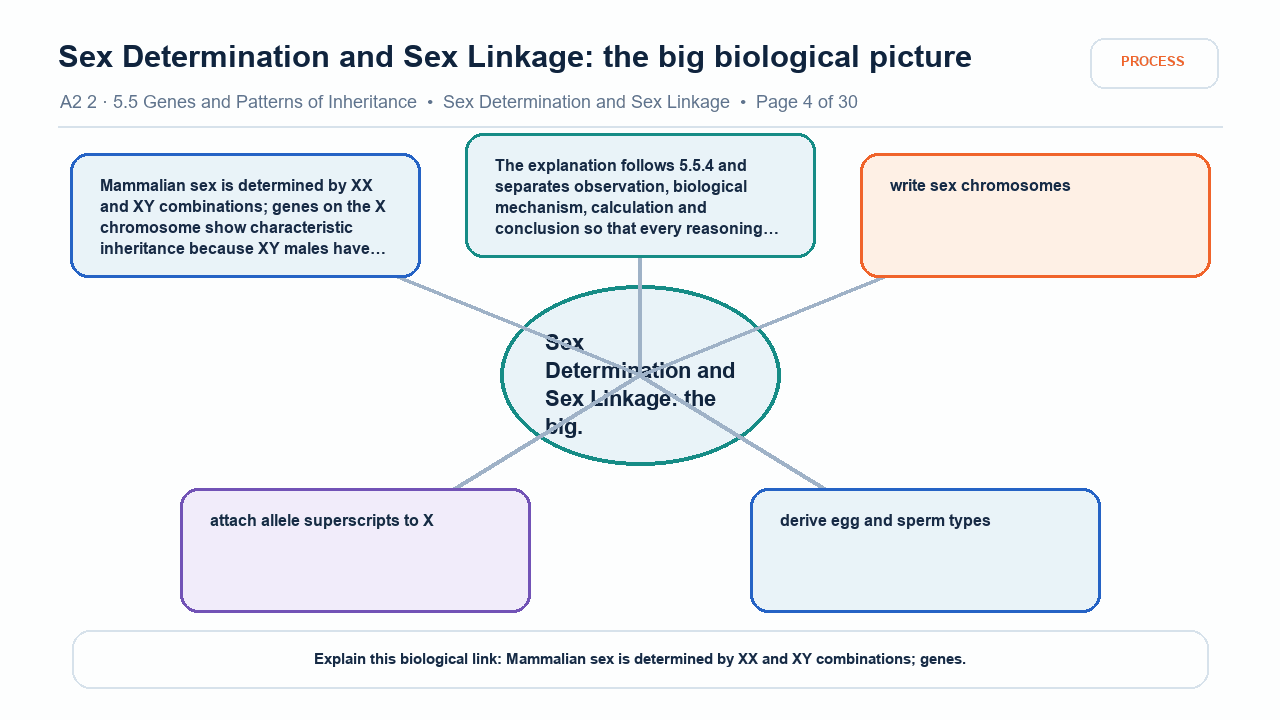 Sex Determination and Sex Linkage: the big biological picture
PROCESS
A2 2 · 5.5 Genes and Patterns of Inheritance • Sex Determination and Sex Linkage • Page 4 of 30
Mammalian sex is determined by XX
and XY combinations; genes on the X
chromosome show characteristic
inheritance because XY males have…
The explanation follows 5.5.4 and
separates observation, biological
mechanism, calculation and
conclusion so that every reasoning…
write sex chromosomes
Sex
Determination and
Sex Linkage: the
big.
attach allele superscripts to X
derive egg and sperm types
Explain this biological link: Mammalian sex is determined by XX and XY combinations; genes.